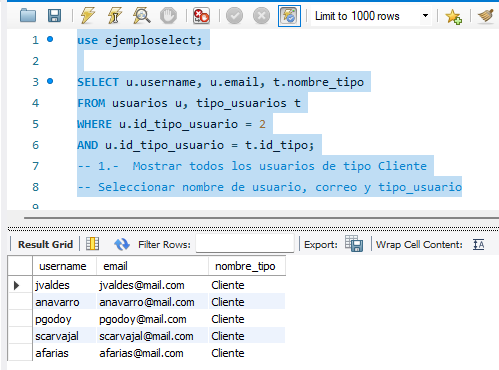 Limit to 1000 rows
1 use ejemploselect;
2
3 SELECT u.username, u.email, t.nombre_tipo
4 FROM usuarios u, tipo_usuarios t
5 WHERE u.id_tipo_usuario = 2
6 AND u.id_tipo_usuario = t.id_tipo;
7 -- 1.- Mostrar todos los usuarios de tipo Cliente
8 -- Seleccionar nombre de usuario, correo y tipo_usuario
9
Result Grid Filter Rows: Export: Wrap Cell Content: IA
username email nombre_tipo
jvaldes jvaldes@mail.com Cliente
anavarro anavarro@mail.com Cliente
pgodoy pgodoy@mail.com Cliente
scarvajal scarvajal@mail.com Cliente
afarias afarias@mail.com Cliente